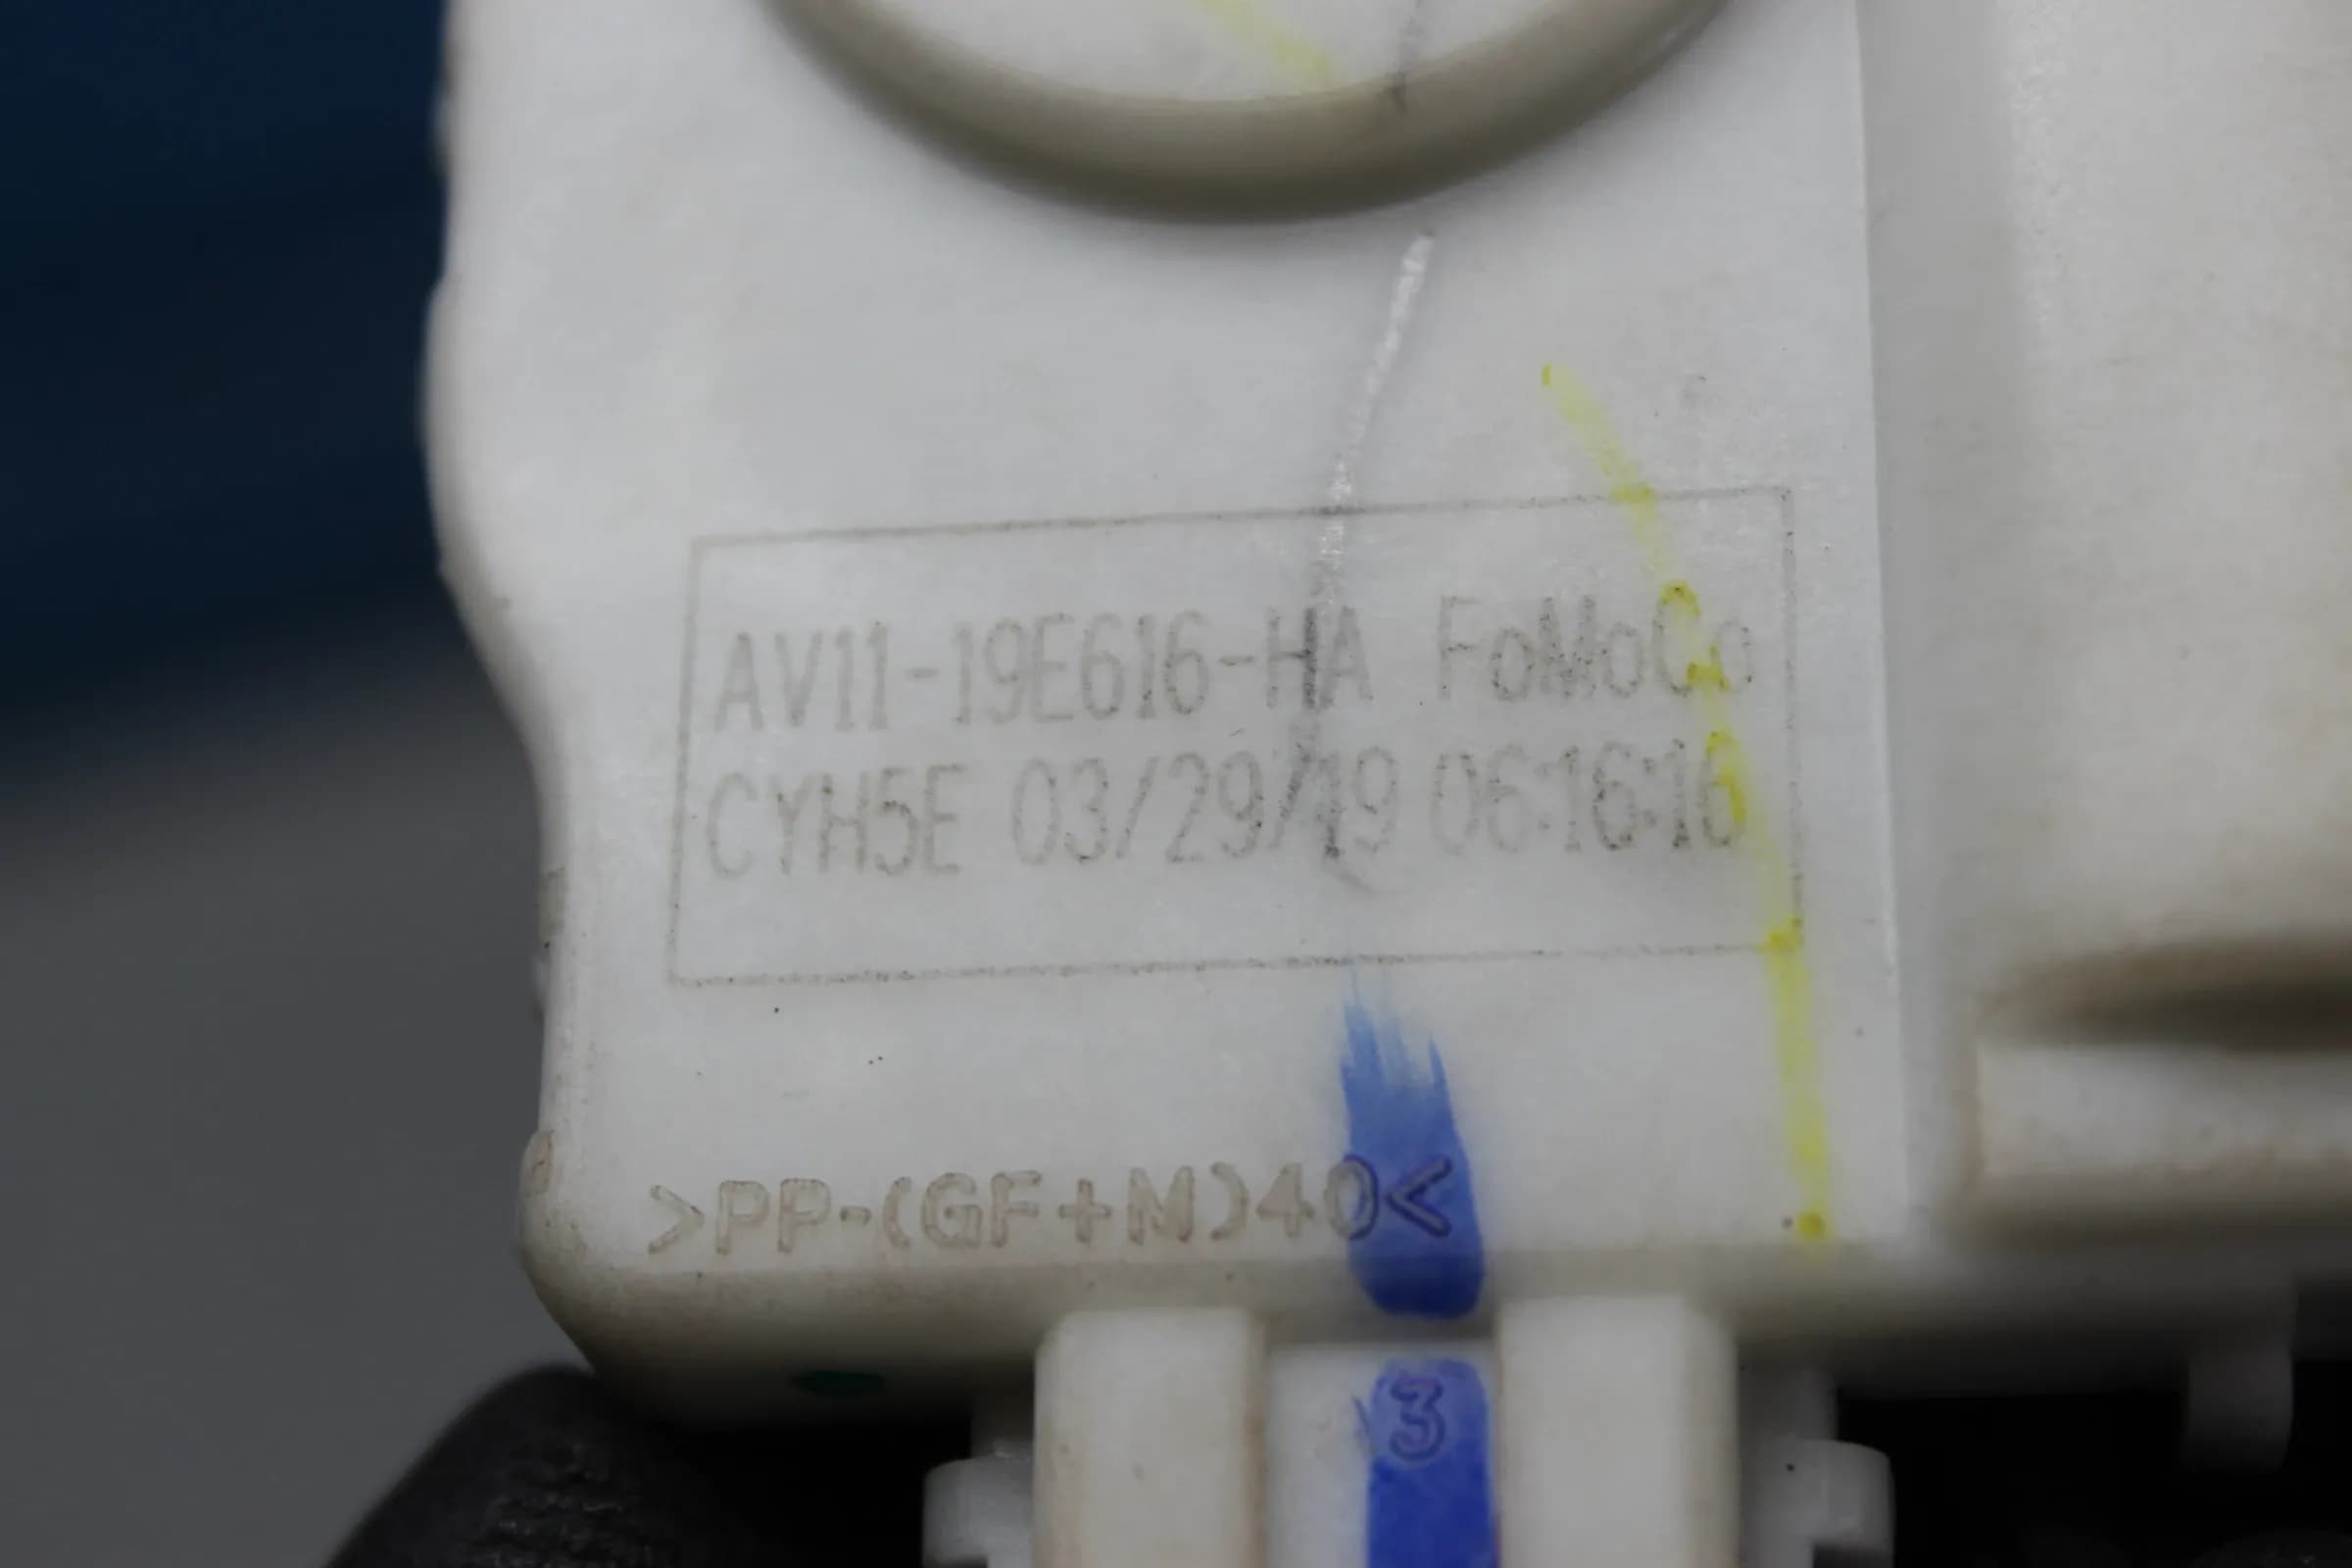 AV11-19E616-HA FoMoCo
CYH5E 03/29/19 06:16:16
>PP-(GF+M)40<
3